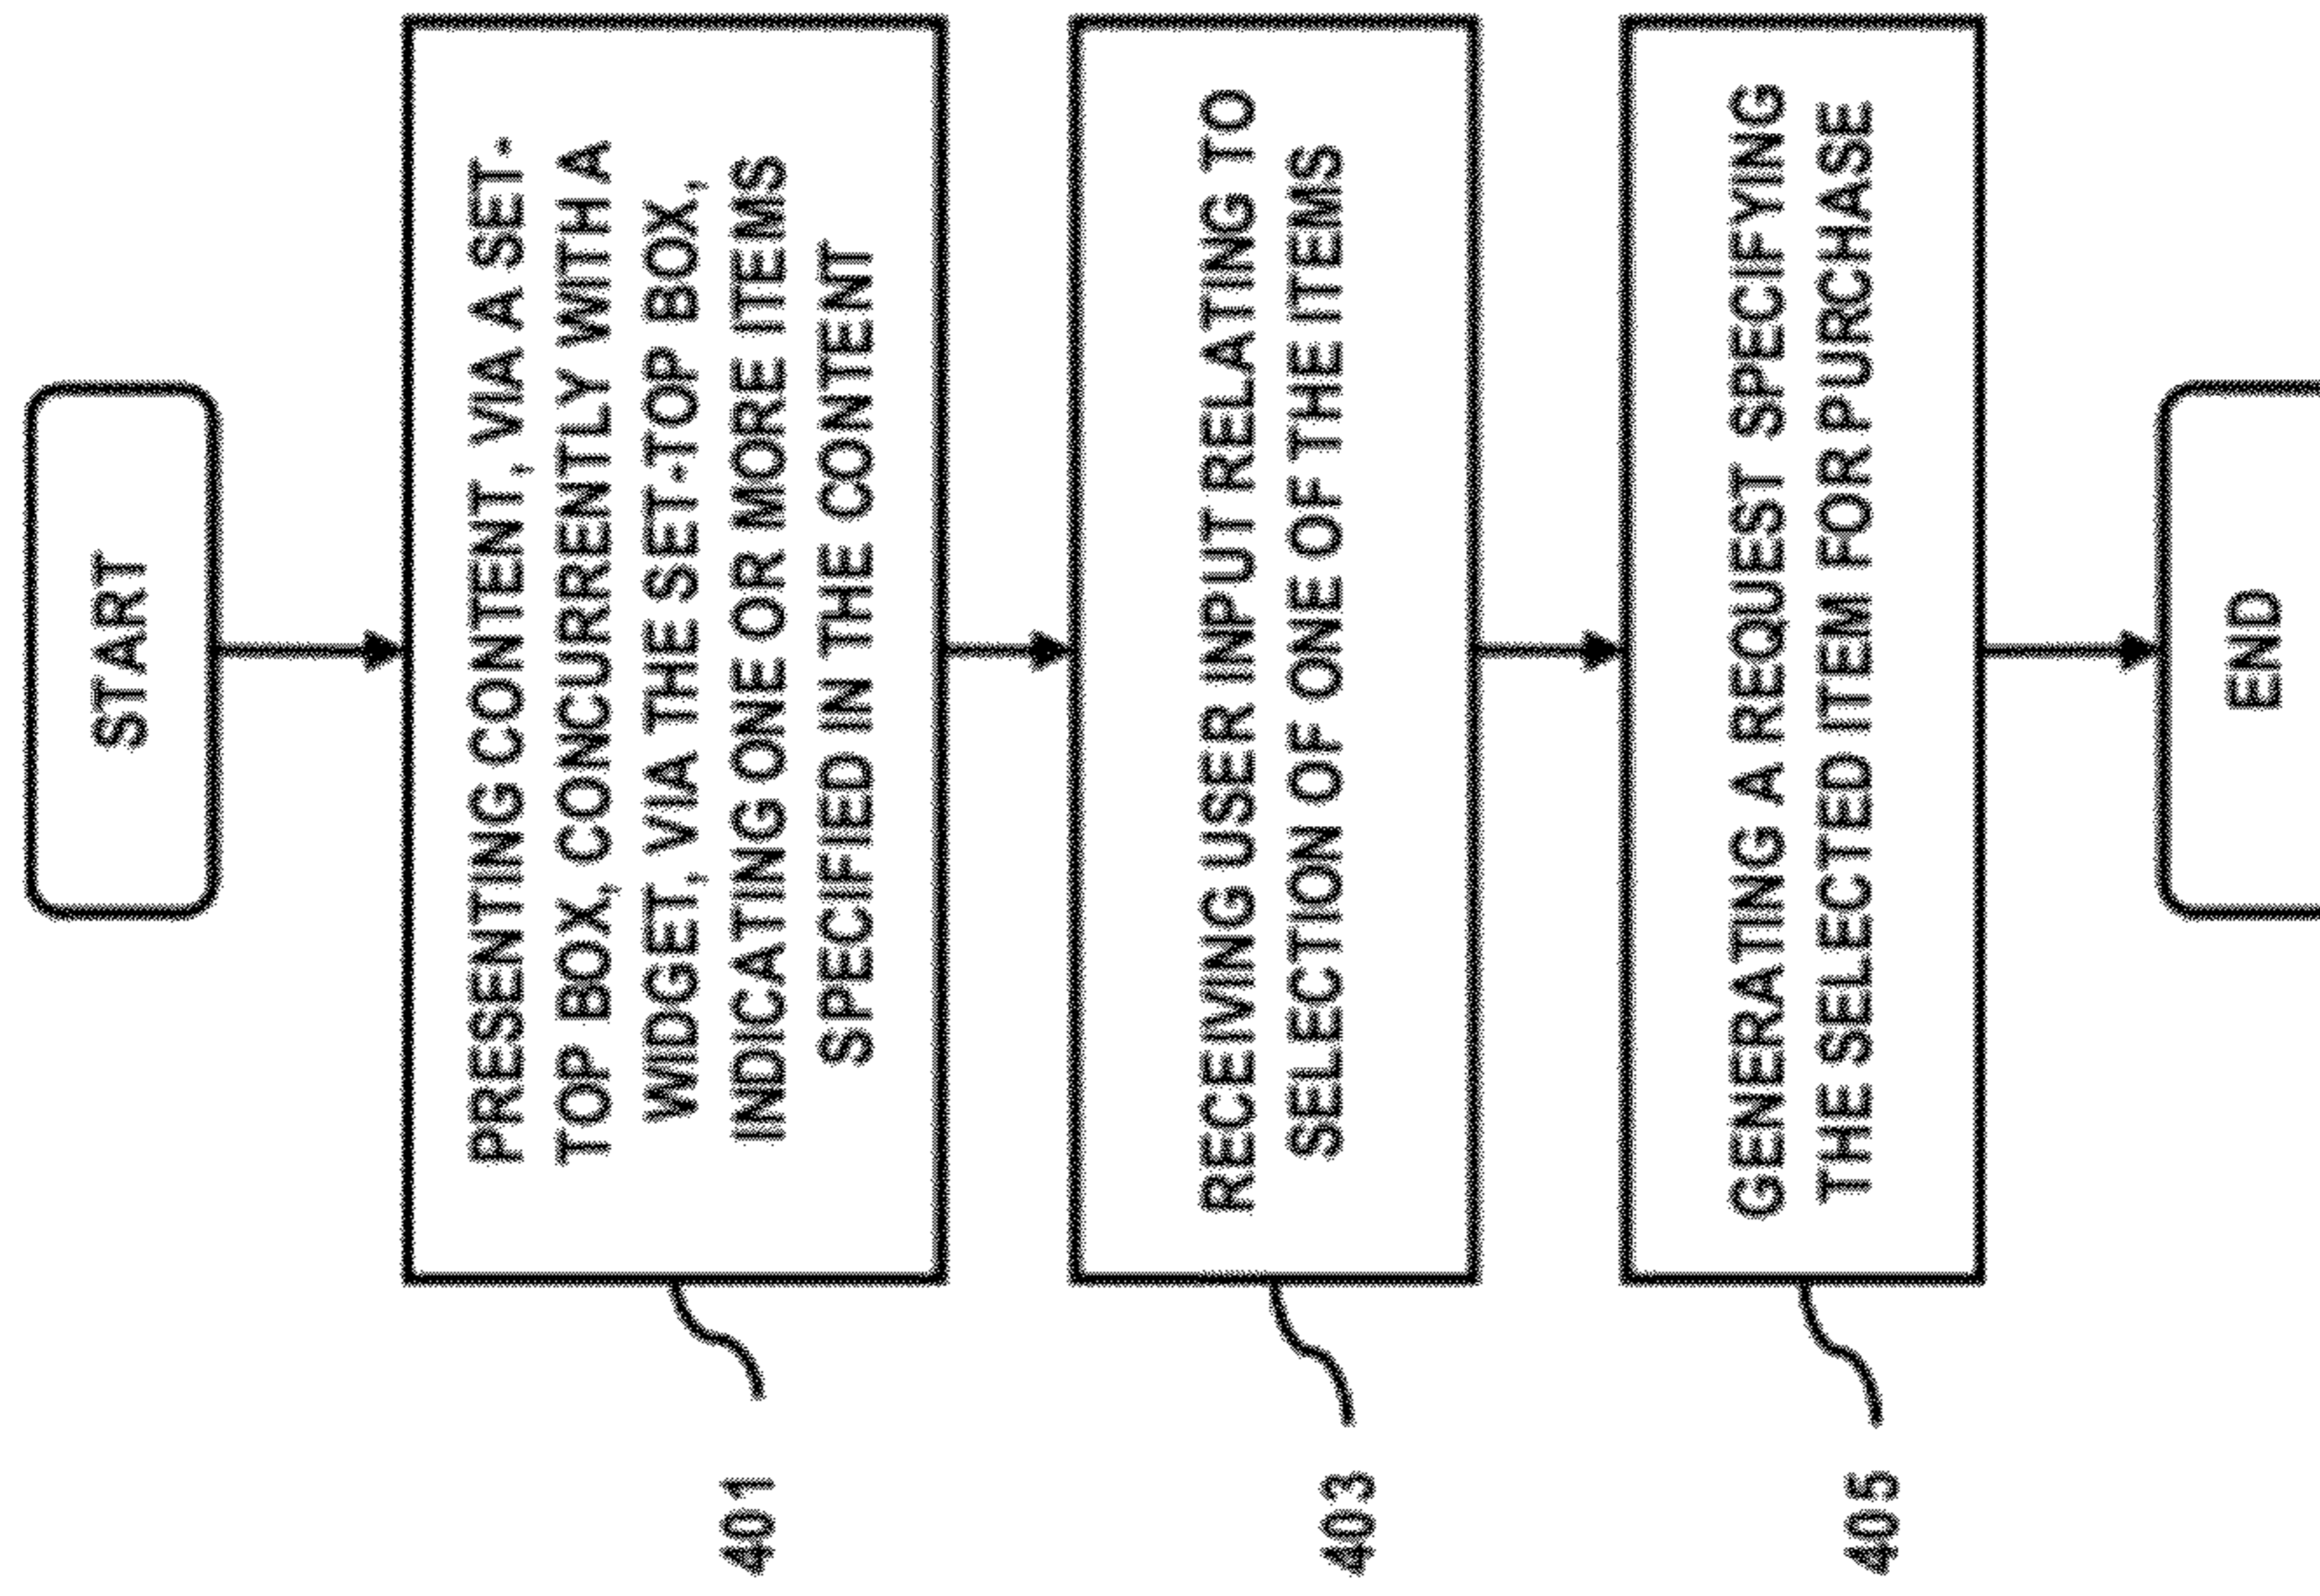 START
PRESENTING CONTENT, VIA A SET-
TOP BOX, CONCURRENTLY WITH A
WIDGET, VIA THE SET-TOP BOX,
INDICATING ONE OR MORE ITEMS
SPECIFIED IN THE CONTENT
401
RECEIVING USER INPUT RELATING TO
SELECTION OF ONE OF THE ITEMS
403
GENERATING A REQUEST SPECIFYING
THE SELECTED ITEM FOR PURCHASE
405
END